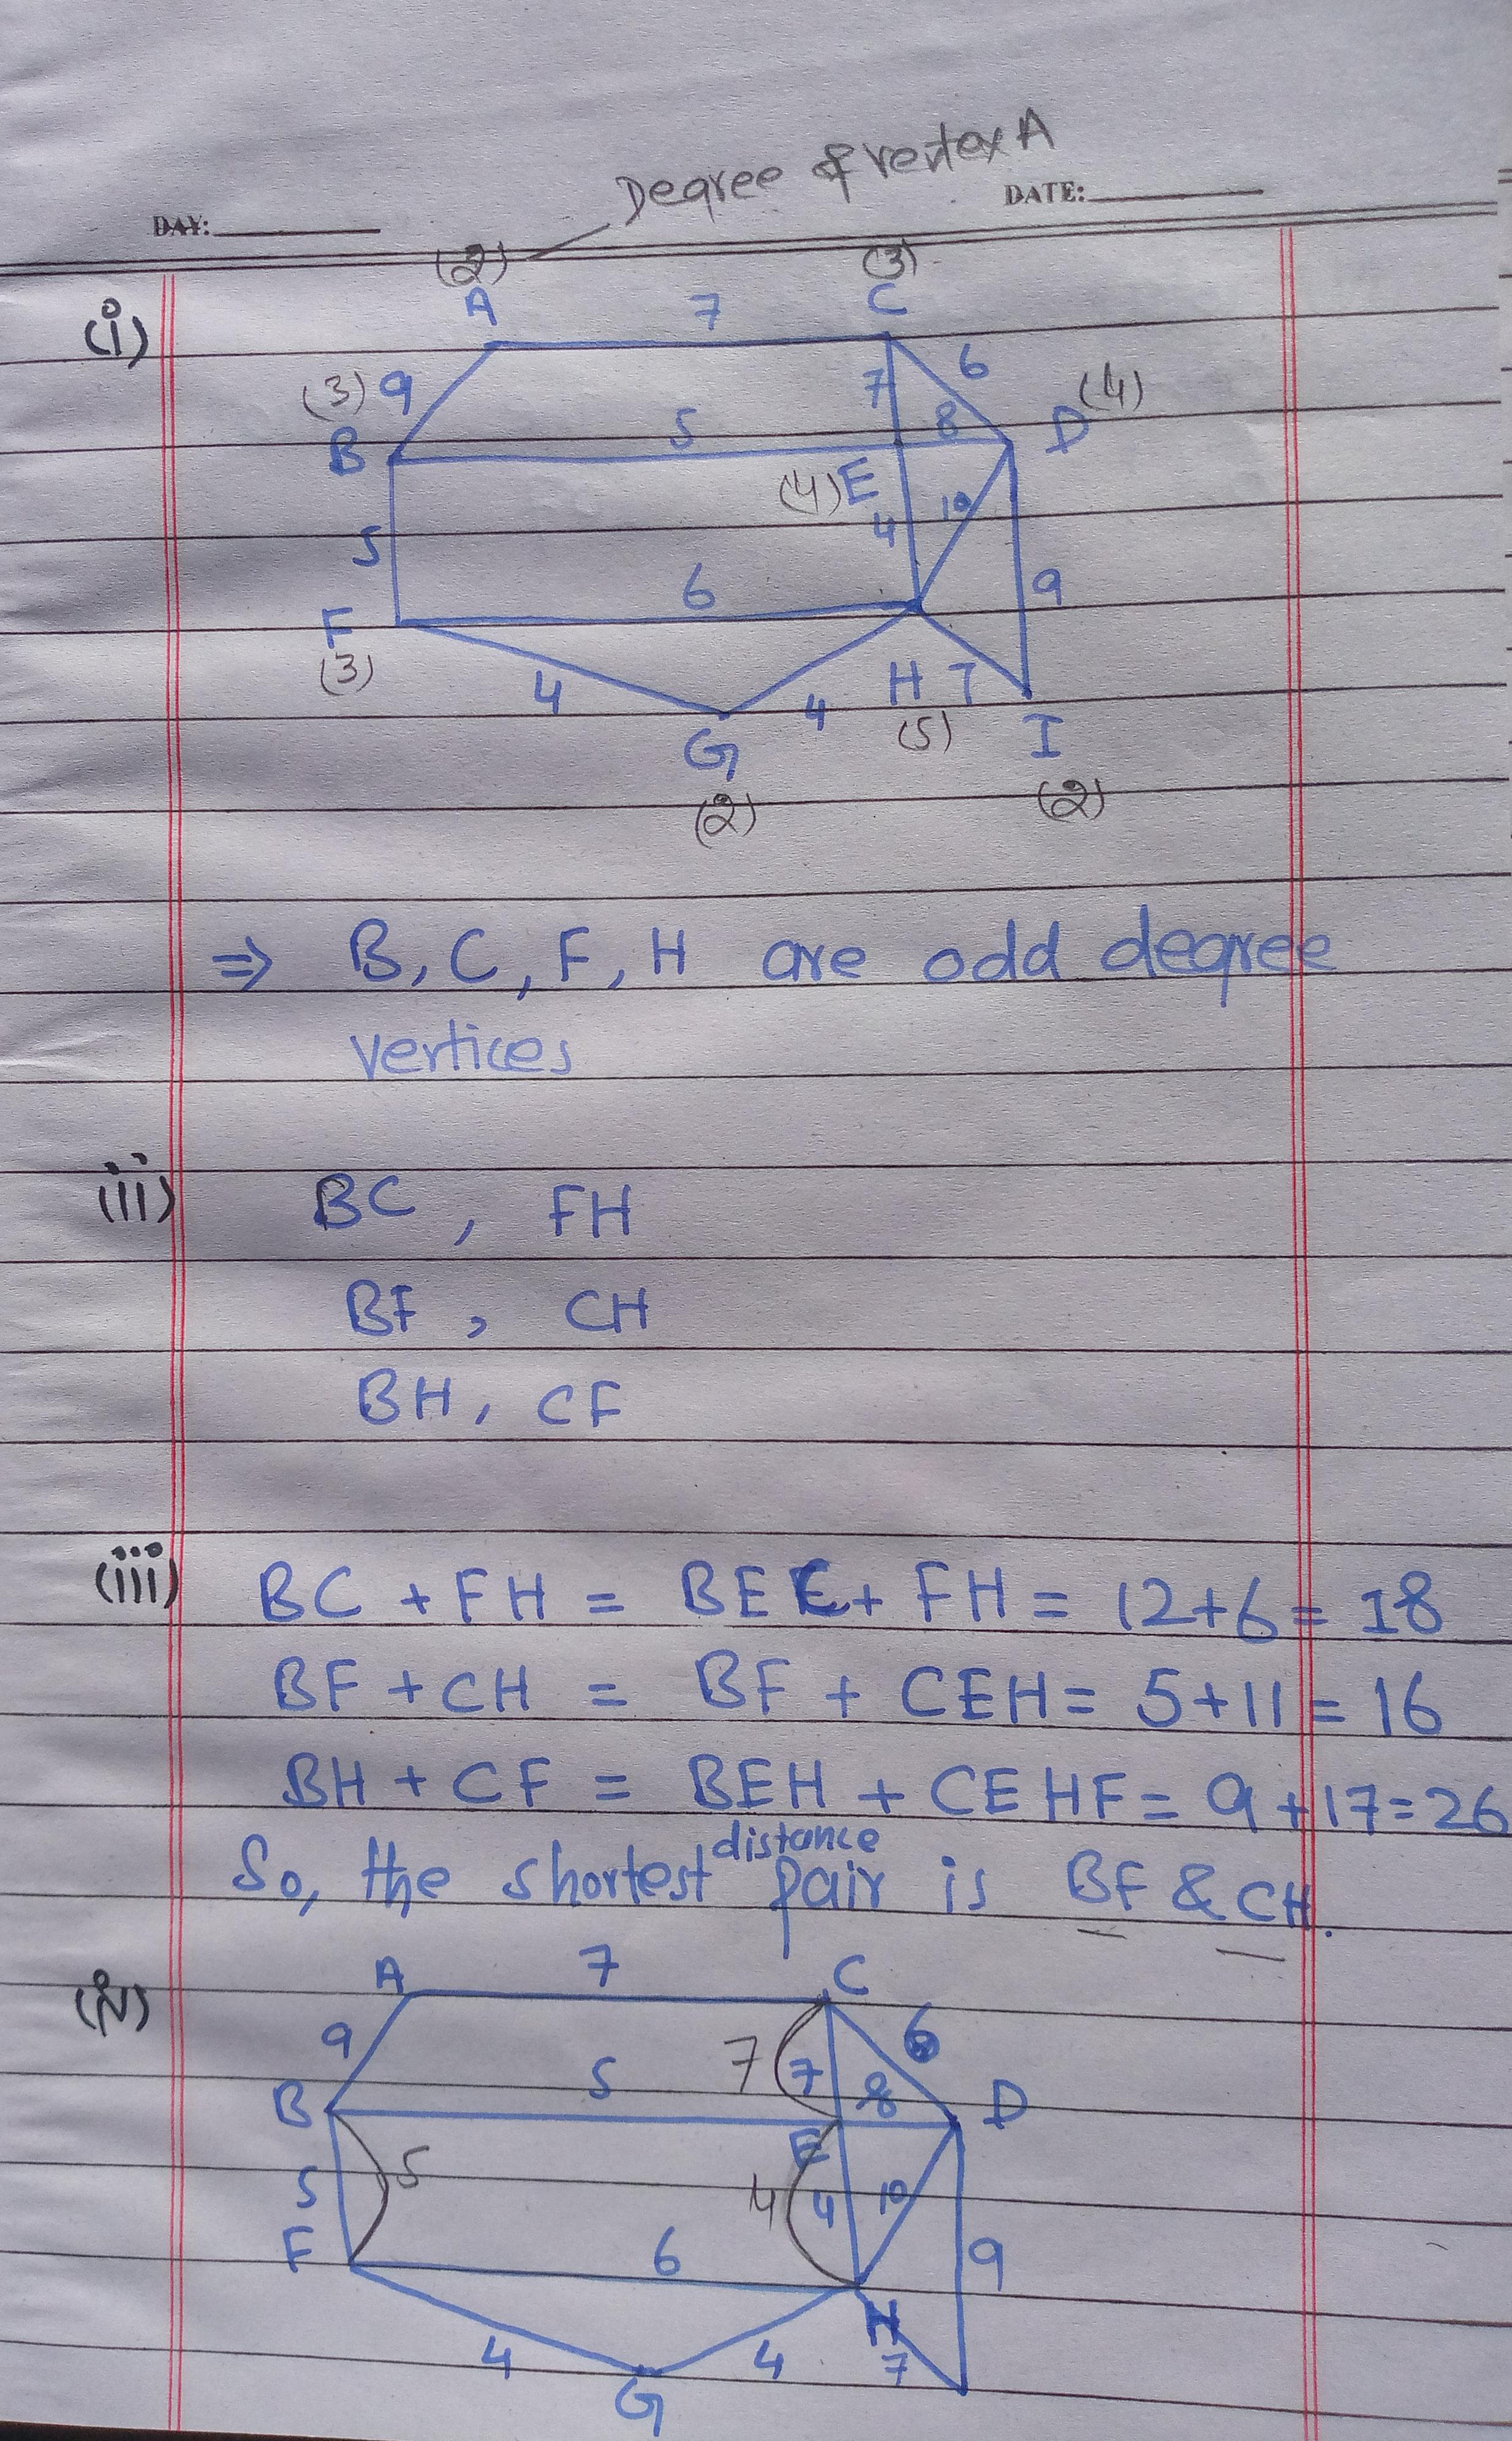 Degree of vertex A
DAY: DATE:
(2) (3)
(i) A 7 C
(3) 9 7 6 (4)
B 5 8 D
(4) E
5 4 10
6 9
F
(3) 4 4 H 7
G (5) I
(2) (2)
⇒ B, C, F, H are odd degree
vertices
(ii) BC, FH
BF, CH
BH, CF
(iii) BC + FH = BEC + FH = 12+6 = 18
BF + CH = BF + CEH = 5+11 = 16
BH + CF = BEH + CEHF = 9+17=26
So, the shortest distance pair is BF & CH.
(iv) A 7 C
9 7 7 6
B 5 8 D
E
5 5 4 4 10
F 6 9
H
4 4 7
G